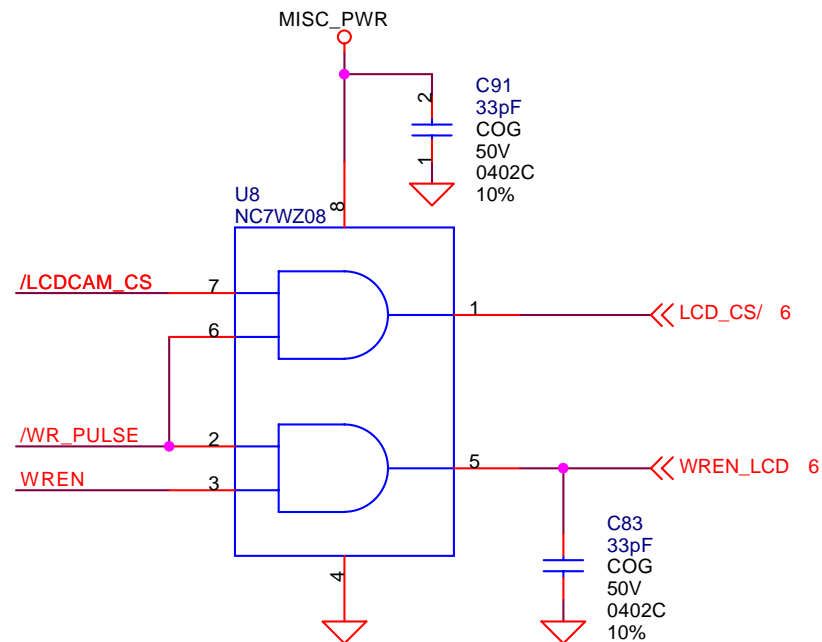 MISC_PWR
C91
33pF
COG
50V
0402C
10%
2
1
U8
NC7WZ08
8
/LCDCAM_CS
7
6
1
LCD_CS/ 6
/WR_PULSE
2
WREN
3
5
WREN_LCD 6
4
C83
33pF
COG
50V
0402C
10%